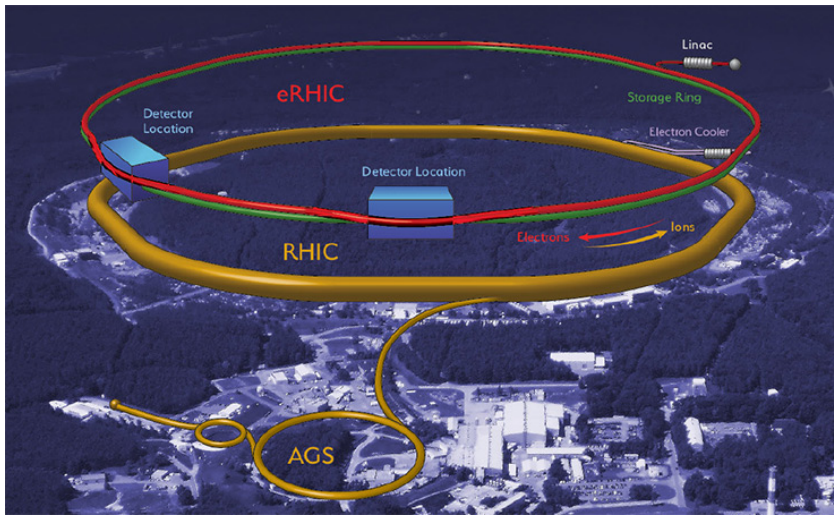 Linac
eRHIC
Storage Ring
Detector
Location
Electron Cooler
Detector Location
Electrons
Ions
RHIC
AGS